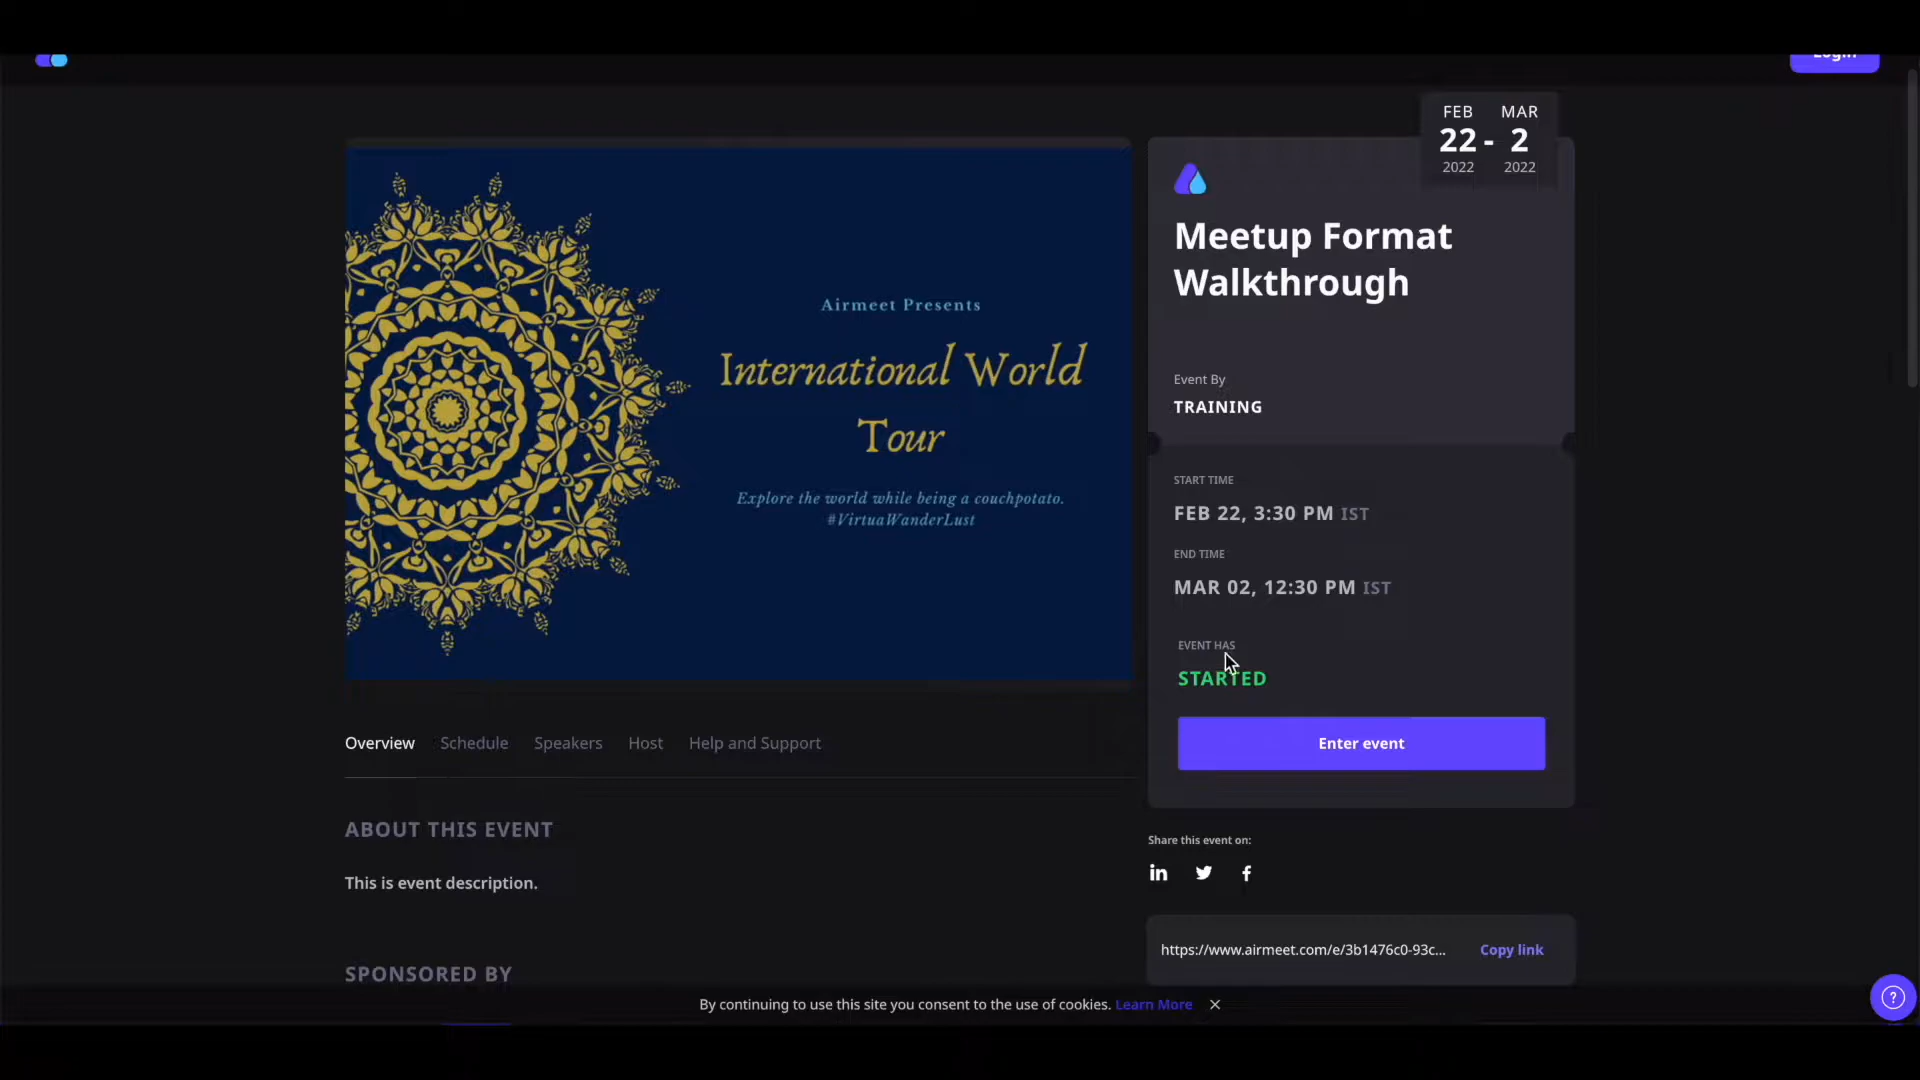 Login
FEB MAR
22 - 2
2022 2022
Airmeet Presents
International World
Tour
Explore the world while being a couchpotato.
#VirtuaWanderLust
Meetup Format
Walkthrough
Event By
TRAINING
START TIME
FEB 22, 3:30 PM IST
END TIME
MAR 02, 12:30 PM IST
EVENT HAS
STARTED
Enter event
Overview Schedule Speakers Host Help and Support
ABOUT THIS EVENT
This is event description.
SPONSORED BY
Share this event on:
https://www.airmeet.com/e/3b1476c0-93c... Copy link
By continuing to use this site you consent to the use of cookies. Learn More